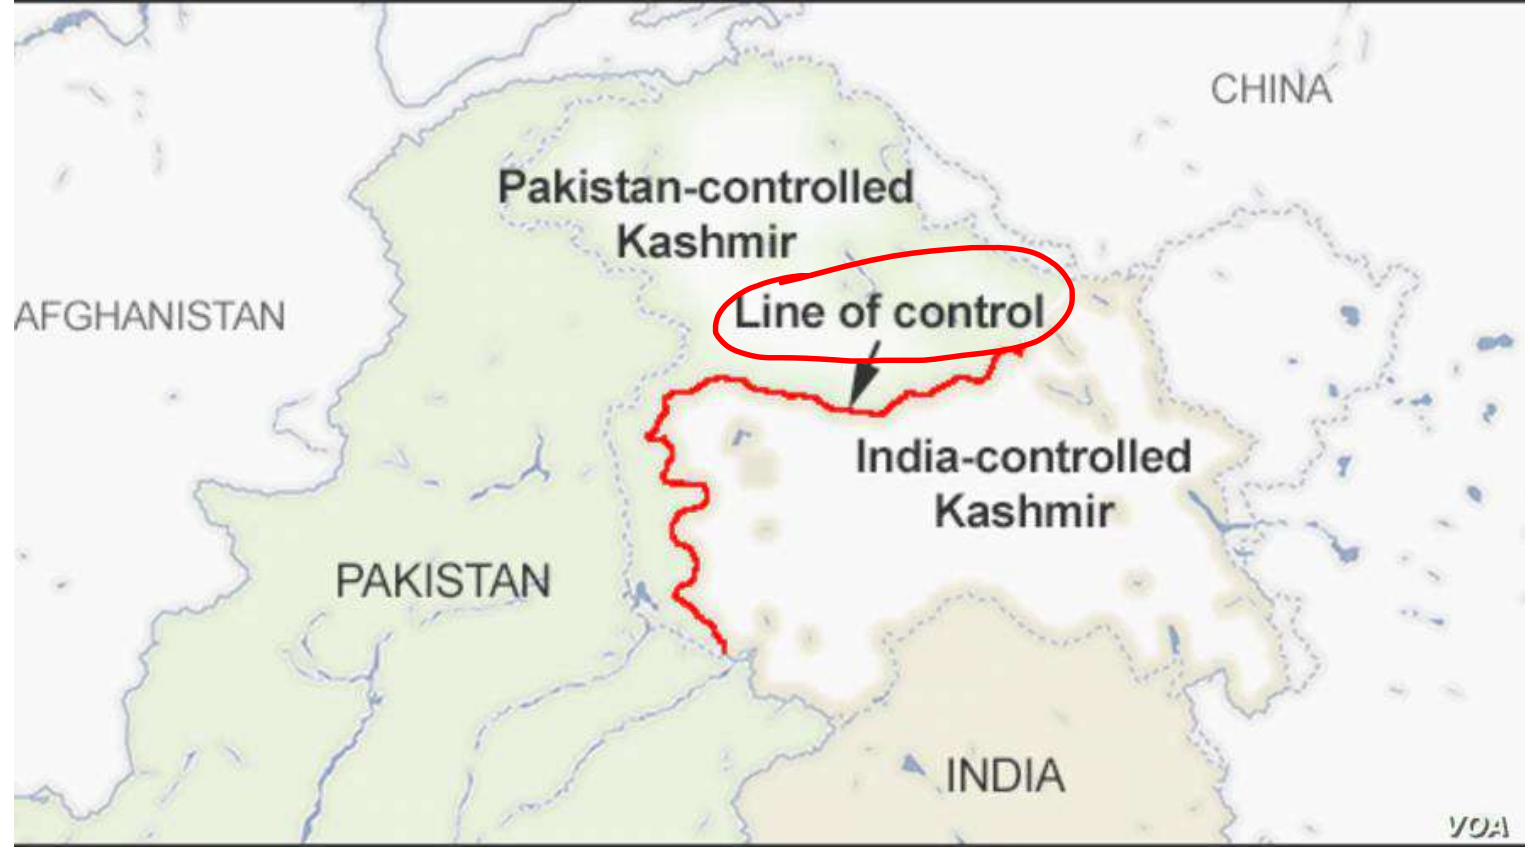 CHINA
Pakistan-controlled
Kashmir
AFGHANISTAN
Line of control
India-controlled
Kashmir
PAKISTAN
INDIA
VOA